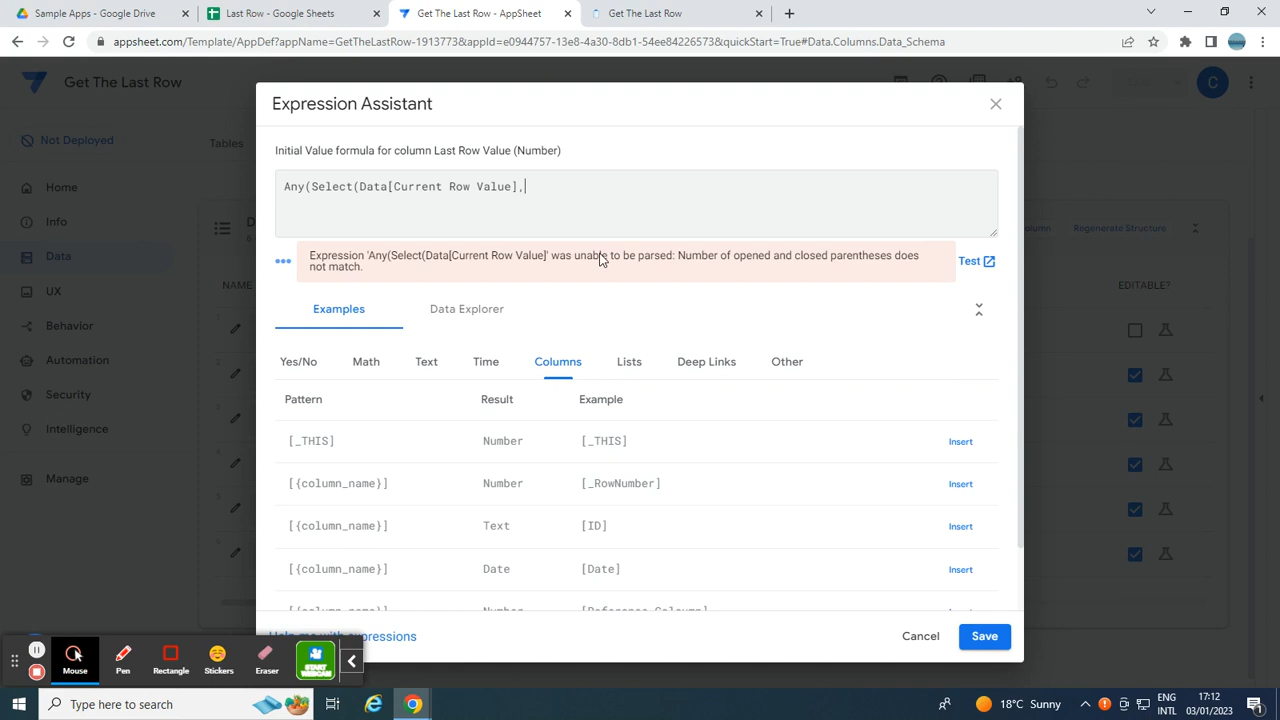 Google Apps Drive - Google Drive
Last Row - Google Sheets
Get The Last Row - AppSheet
Get The Last Row
appsheet.com/Template/AppDef?appName=GetTheLastRow-1913773&appId=e0944757-13e8-4a30-8db1-54ee84226573&quickStart=True#Data.Columns.Data_Schema
Get The Last Row
C
Not Deployed
Tables
Home
Info
Data
UX
Behavior
Automation
Security
Intelligence
Manage
NAME
Regenerate Structure
EDITABLE?
Expression Assistant
Initial Value formula for column Last Row Value (Number)
Any(Select(Data[Current Row Value],
Expression 'Any(Select(Data[Current Row Value]' was unable to be parsed: Number of opened and closed parentheses does
not match.
Test
Examples
Data Explorer
Yes/No
Math
Text
Time
Columns
Lists
Deep Links
Other
Pattern
Result
Example
[_THIS]
Number
[_THIS]
Insert
[{column_name}]
Number
[_RowNumber]
Insert
[{column_name}]
Text
[ID]
Insert
[{column_name}]
Date
[Date]
Insert
Cancel
Save
Mouse
Pen
Rectangle
Stickers
Eraser
START
WEBCAM
Type here to search
18°C Sunny
ENG
INTL
17:12
03/01/2023